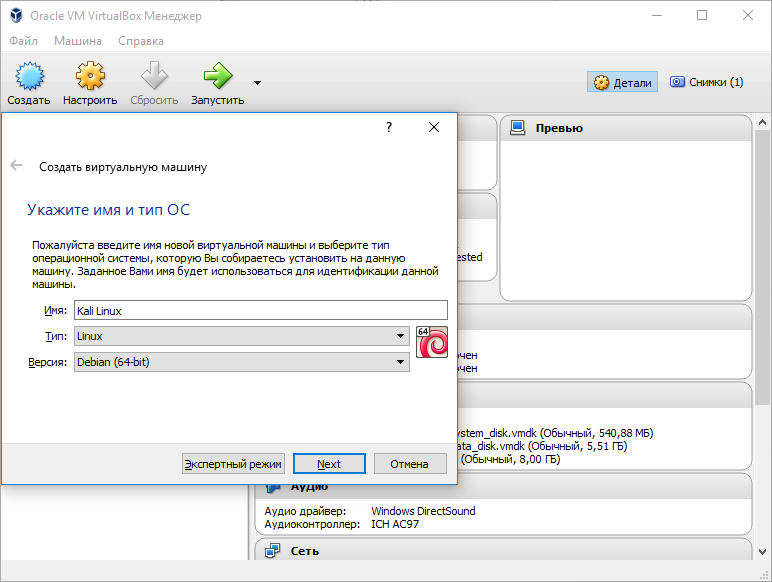 Oracle VM VirtualBox Менеджер
Файл Машина Справка
Создать Настроить Сбросить Запустить Детали Снимки (1)
?
Превью
Создать виртуальную машину
Укажите имя и тип ОС
Пожалуйста введите имя новой виртуальной машины и выберите тип
операционной системы, которую Вы собираетесь установить на данную
машину. Заданное Вами имя будет использоваться для идентификации данной
машины.
ested
Имя: Kali Linux
Тип: Linux
64
Версия: Debian (64-bit)
чен
чен
ystem_disk.vmdk (Обычный, 540,88 МБ)
ata_disk.vmdk (Обычный, 5,51 ГБ)
(Обычный, 8,00 ГБ)
Экспертный режим Next Отмена
Аудио
Аудио драйвер: Windows DirectSound
Аудиоконтроллер: ICH AC97
Сеть